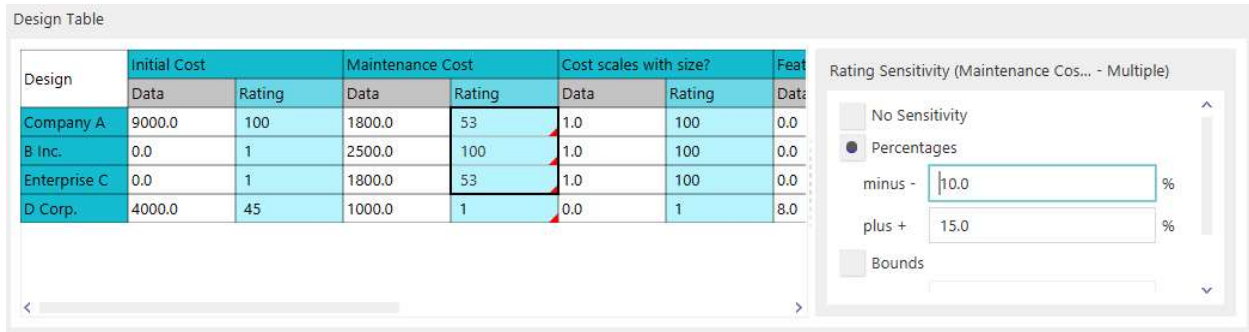 Design Table
Design Initial Cost Maintenance Cost Cost scales with size? Feat
Data Rating Data Rating Data Rating Data
Company A 9000.0 100 1800.0 53 1.0 100 0.0
B Inc. 0.0 1 2500.0 100 1.0 100 0.0
Enterprise C 0.0 1 1800.0 53 1.0 100 0.0
D Corp. 4000.0 45 1000.0 1 0.0 1 8.0
Rating Sensitivity (Maintenance Cos... - Multiple)
No Sensitivity
Percentages
minus - 10.0 %
plus + 15.0 %
Bounds